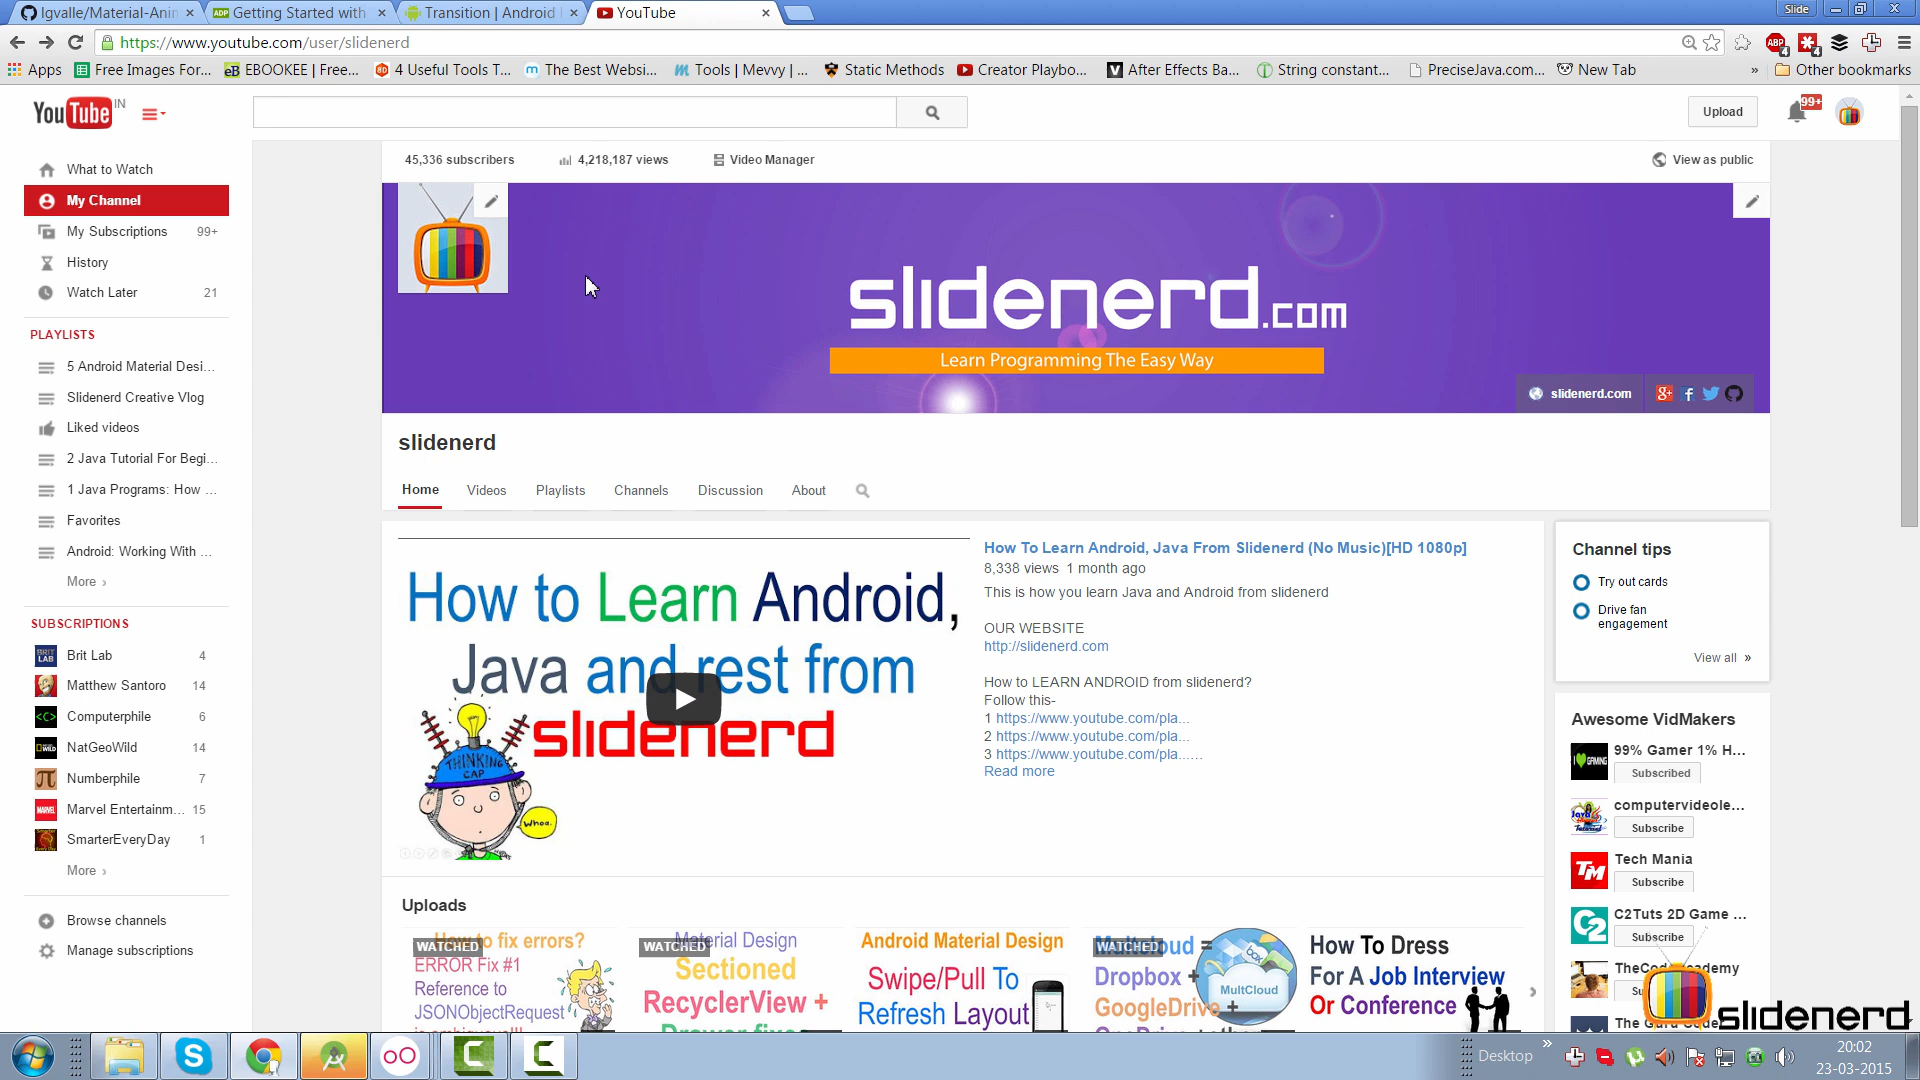 lgvalle/Material-Anin
Getting Started with
Transition | Android
YouTube
Slide
https://www.youtube.com/user/slidenerd
Apps
Free Images For...
EBOOKEE | Free...
4 Useful Tools T...
The Best Websi...
Tools | Mevvy | ...
Static Methods
Creator Playbo...
After Effects Ba...
String constant...
PreciseJava.com...
New Tab
Other bookmarks
YouTube IN
Upload
99+
What to Watch
My Channel
My Subscriptions 99+
History
Watch Later 21
PLAYLISTS
5 Android Material Desi...
Slidenerd Creative Vlog
Liked videos
2 Java Tutorial For Begi...
1 Java Programs: How ...
Favorites
Android: Working With ...
More ›
SUBSCRIPTIONS
Brit Lab 4
Matthew Santoro 14
Computerphile 6
NatGeoWild 14
Numberphile 7
Marvel Entertainm... 15
SmarterEveryDay 1
More ›
Browse channels
Manage subscriptions
45,336 subscribers
4,218,187 views
Video Manager
View as public
slidenerd.com
Learn Programming The Easy Way
slidenerd.com
slidenerd
Home
Videos
Playlists
Channels
Discussion
About
How to Learn Android,
Java and rest from
slidenerd
THINKING CAP
Whoa.
How To Learn Android, Java From Slidenerd (No Music)[HD 1080p]
8,338 views 1 month ago
This is how you learn Java and Android from slidenerd
OUR WEBSITE
http://slidenerd.com
How to LEARN ANDROID from slidenerd?
Follow this-
1 https://www.youtube.com/pla...
2 https://www.youtube.com/pla...
3 https://www.youtube.com/pla......
Read more
Channel tips
Try out cards
Drive fan
engagement
View all »
Awesome VidMakers
99% Gamer 1% H...
Subscribed
computervideole...
Subscribe
Tech Mania
Subscribe
C2Tuts 2D Game ...
Subscribe
Uploads
WATCHED
How to fix errors?
ERROR Fix #1
Reference to
JSONObjectRequest
is ambiguous!!!
WATCHED
Material Design
Sectioned
RecyclerView +
Android Material Design
Swipe/Pull To
Refresh Layout
WATCHED
Multcloud =
Dropbox +
GoogleDrive +
MultCloud
How To Dress
For A Job Interview
Or Conference
slidenerd
Desktop
20:02
23-03-2015